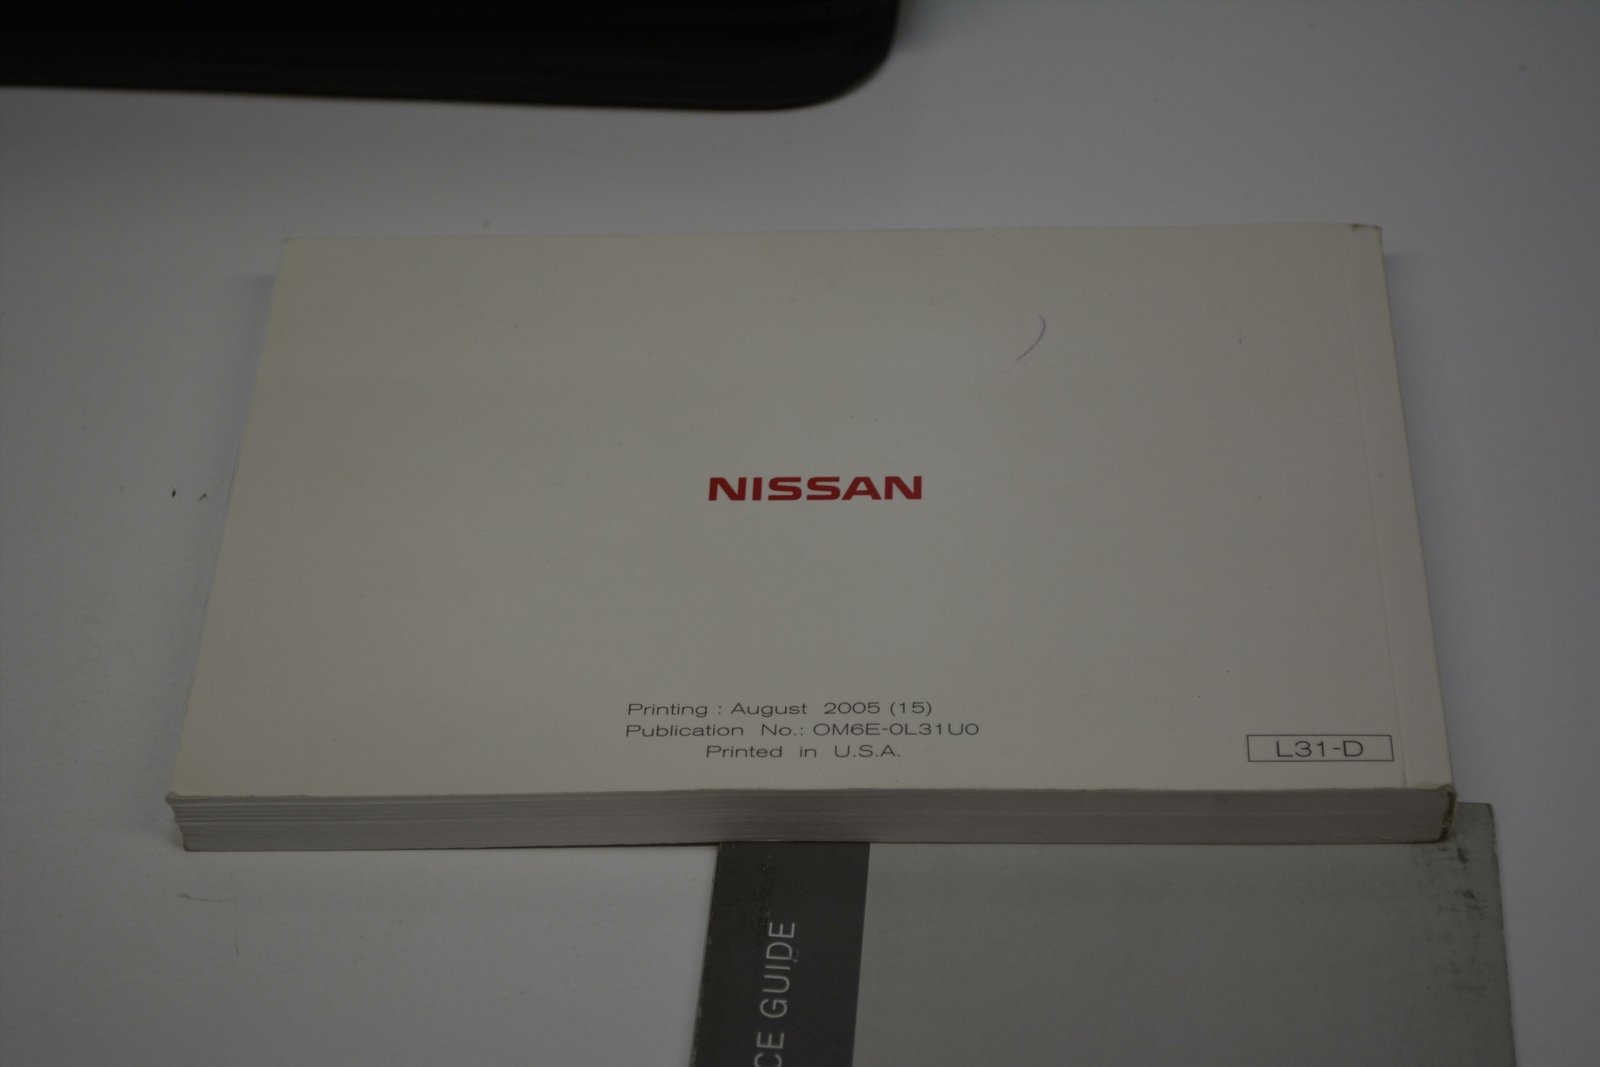 NISSAN
Printing : August 2005 (15)
Publication No.: OM6E-0L31U0
Printed in U.S.A.
L31-D
CE GUIDE